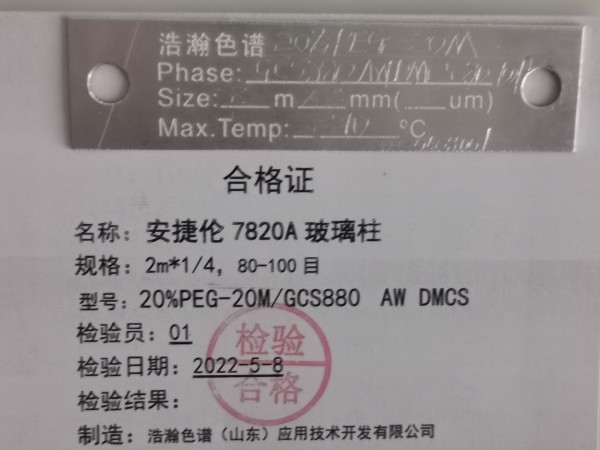 浩瀚色谱 20%PEG 20M
Phase:
Size: m mm( um)
Max.Temp: °C
合格证
名称：安捷伦 7820A 玻璃柱
规格：2m*1/4，80-100 目
型号：20%PEG-20M/GCS880 AW DMCS
检验员：01
检验日期：2022-5-8
检验结果：
检验
合格
制造：浩瀚色谱（山东）应用技术开发有限公司